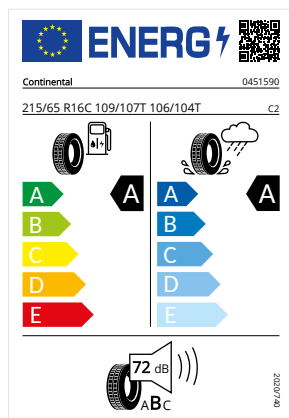 ENERG
Continental 0451590
215/65 R16C 109/107T 106/104T C2
A A A A
B B
C C
D D
E E
72 dB
ABC
2020/740